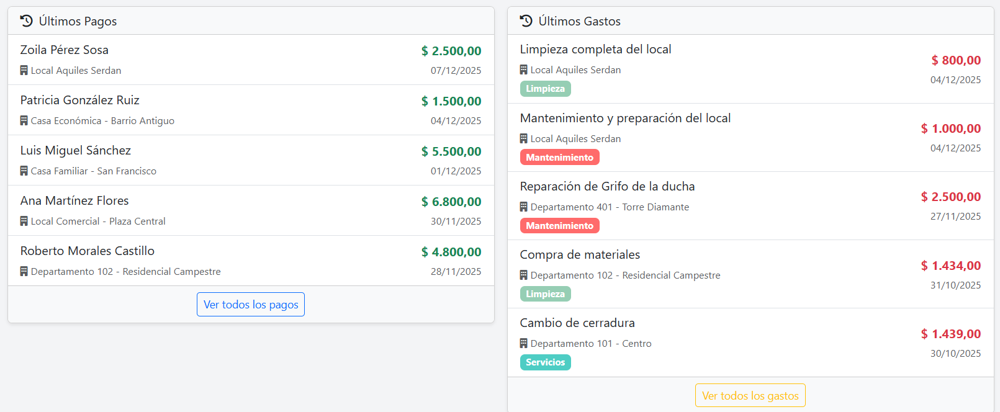 Últimos Pagos
Zoila Pérez Sosa
$ 2.500,00
Local Aquiles Serdan
07/12/2025
Patricia González Ruiz
$ 1.500,00
Casa Económica - Barrio Antiguo
04/12/2025
Luis Miguel Sánchez
$ 5.500,00
Casa Familiar - San Francisco
01/12/2025
Ana Martínez Flores
$ 6.800,00
Local Comercial - Plaza Central
30/11/2025
Roberto Morales Castillo
$ 4.800,00
Departamento 102 - Residencial Campestre
28/11/2025
Ver todos los pagos
Últimos Gastos
Limpieza completa del local
$ 800,00
Local Aquiles Serdan
04/12/2025
Limpieza
Mantenimiento y preparación del local
$ 1.000,00
Local Aquiles Serdan
04/12/2025
Mantenimiento
Reparación de Grifo de la ducha
$ 2.500,00
Departamento 401 - Torre Diamante
27/11/2025
Mantenimiento
Compra de materiales
$ 1.434,00
Departamento 102 - Residencial Campestre
31/10/2025
Limpieza
Cambio de cerradura
$ 1.439,00
Departamento 101 - Centro
30/10/2025
Servicios
Ver todos los gastos